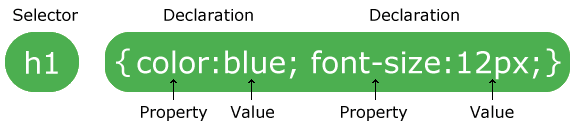 Selector Declaration Declaration
h1 {color:blue; font-size:12px;}
Property Value Property Value